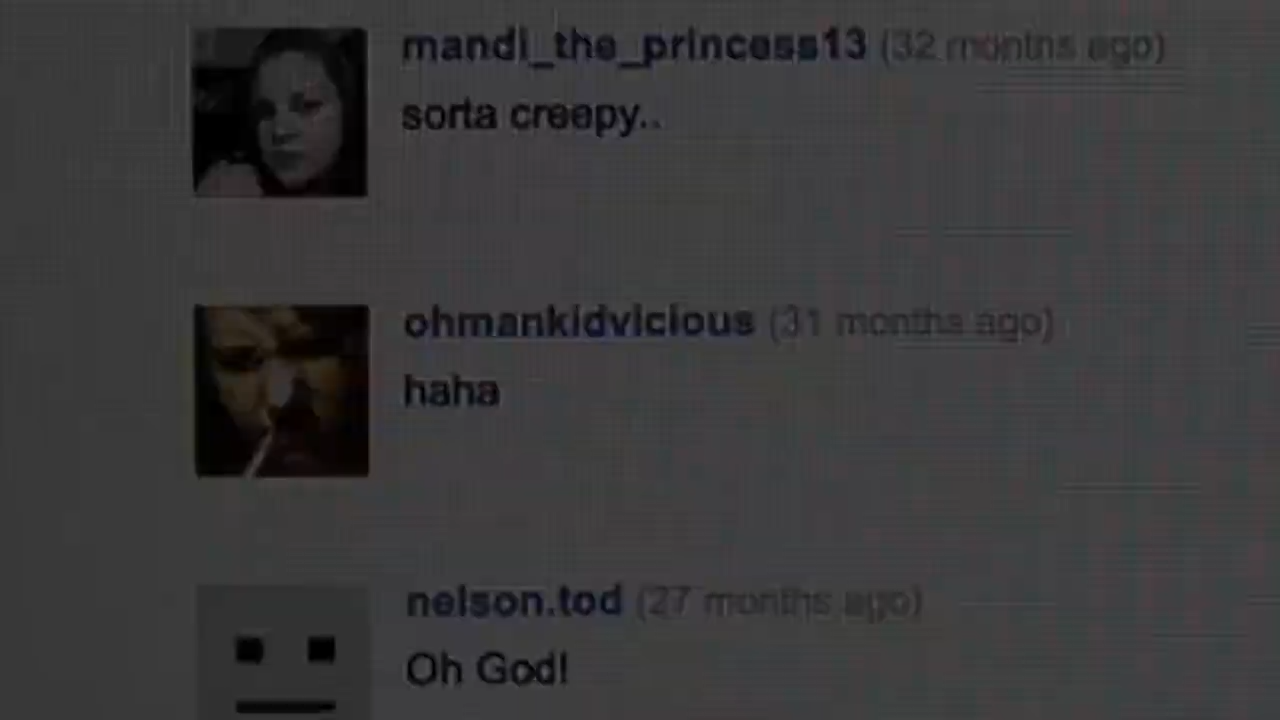 mandi_the_princess13 (32 months ago)
sorta creepy..
ohmankidvicious (31 months ago)
haha
nelson.tod (27 months ago)
Oh God!